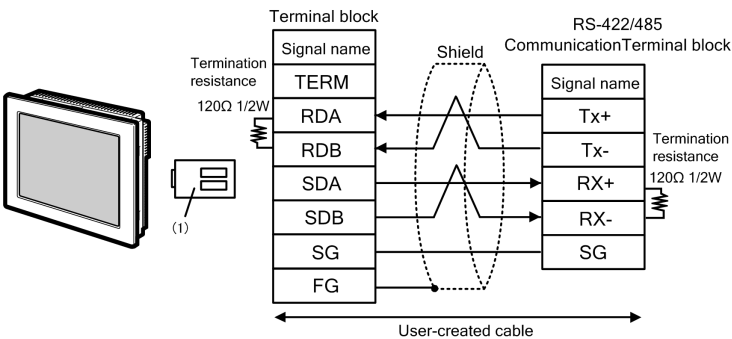 Terminal block
RS-422/485
CommunicationTerminal block
Signal name
Shield
Termination
resistance
120Ω 1/2W
TERM
RDA
RDB
SDA
SDB
SG
FG
(1)
Signal name
Tx+
Tx-
RX+
RX-
SG
Termination
resistance
120Ω 1/2W
User-created cable